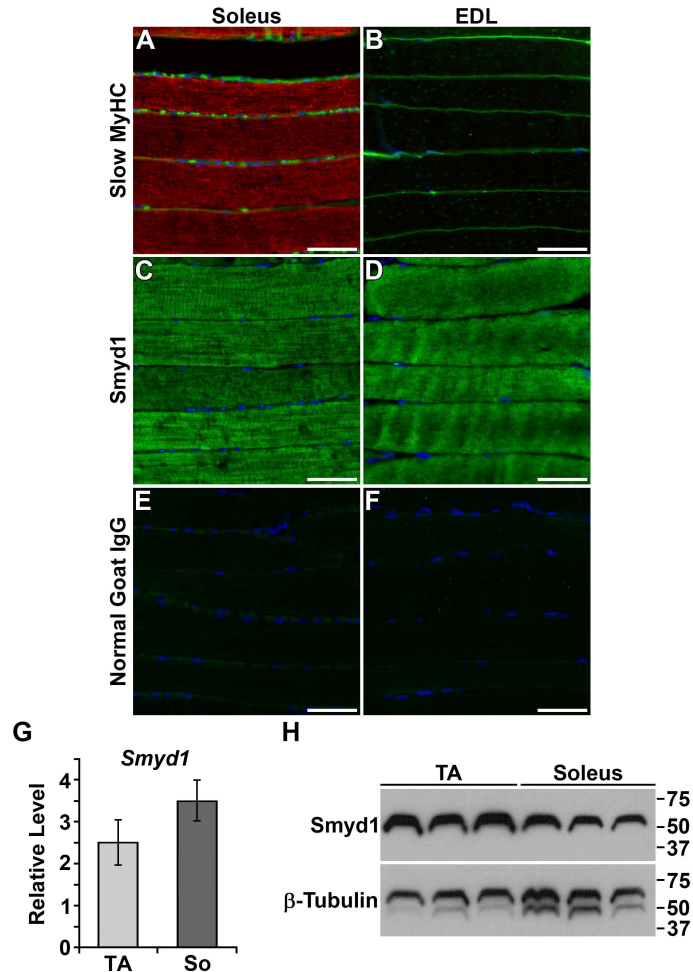 Soleus EDL
A B
Slow MyHC
C D
Smyd1
E F
Normal Goat IgG
G H
Smyd1
Relative Level
4
3
2
1
0
TA So
TA Soleus
Smyd1
75
50
37
β-Tubulin
75
50
37